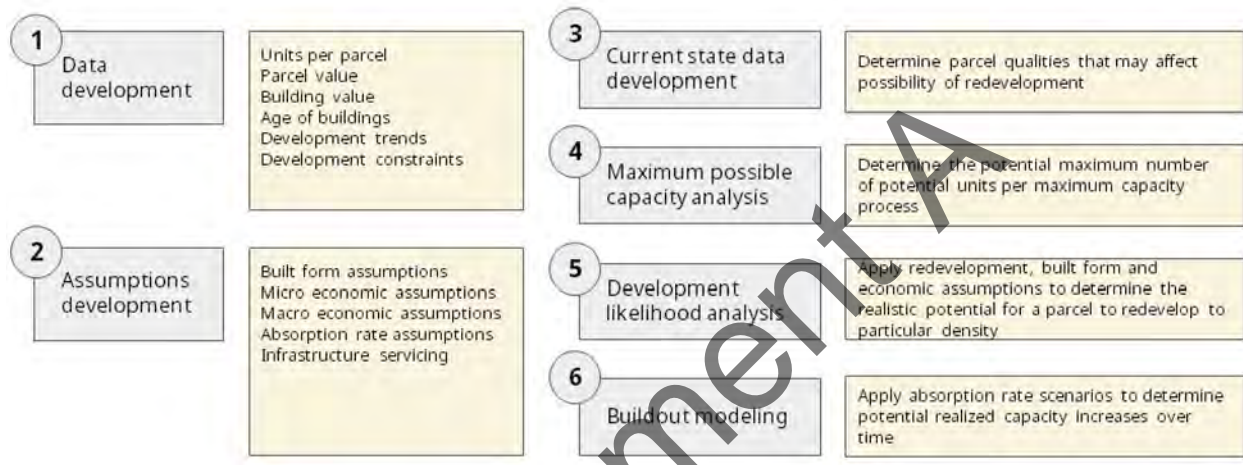 1
Data
development
Units per parcel
Parcel value
Building value
Age of buildings
Development trends
Development constraints
2
Assumptions
development
Built form assumptions
Micro economic assumptions
Macro economic assumptions
Absorption rate assumptions
Infrastructure servicing
3
Current state data
development
Determine parcel qualities that may affect
possibility of redevelopment
4
Maximum possible
capacity analysis
Determine the potential maximum number
of potential units per maximum capacity
process
5
Development
likelihood analysis
Apply redevelopment, built form and
economic assumptions to determine the
realistic potential for a parcel to redevelop to
particular density
6
Buildout modeling
Apply absorption rate scenarios to determine
potential realized capacity increases over
time
ment A